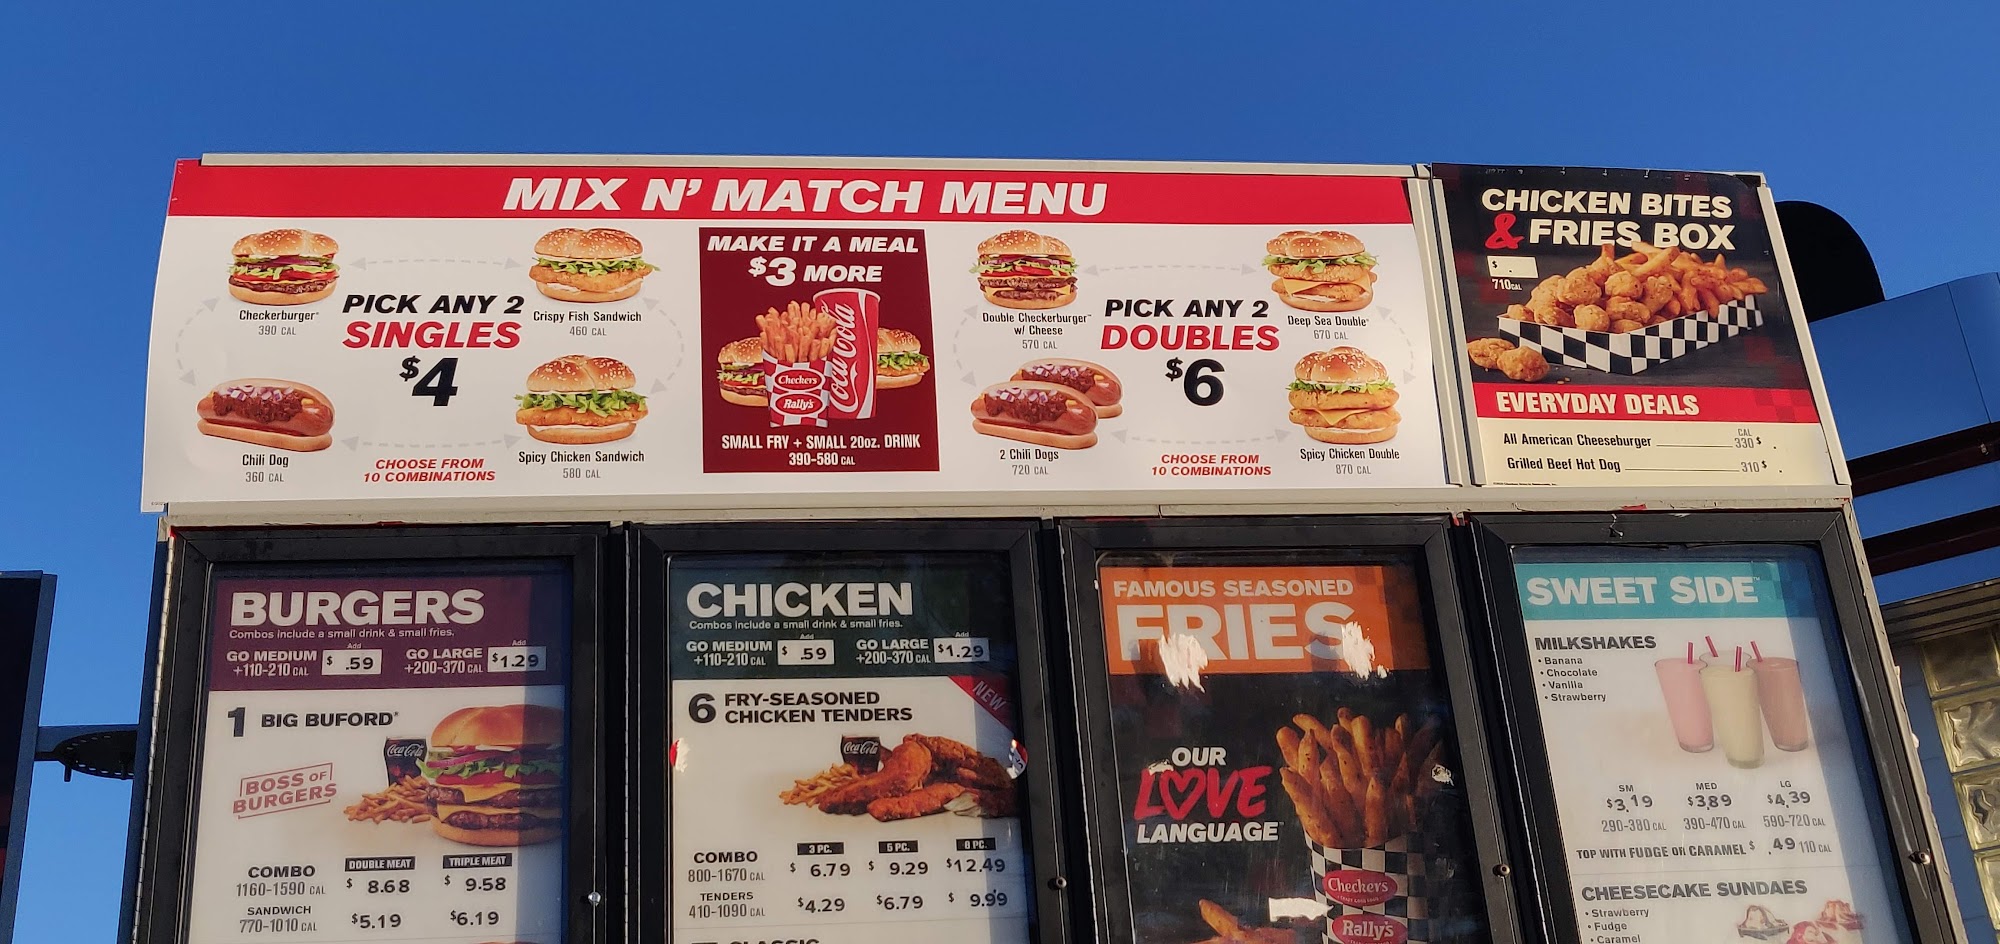 MIX N' MATCH MENU
Checkerburger®
390 CAL
PICK ANY 2
SINGLES
$4
Crispy Fish Sandwich
460 CAL
Chili Dog
360 CAL
CHOOSE FROM
10 COMBINATIONS
Spicy Chicken Sandwich
580 CAL
MAKE IT A MEAL
$3 MORE
Coca-Cola
Checkers
Rally's
SMALL FRY + SMALL 20oz. DRINK
390-580 CAL
Double Checkerburger™
w/ Cheese
570 CAL
PICK ANY 2
DOUBLES
$6
Deep Sea Double®
670 CAL
2 Chili Dogs
720 CAL
CHOOSE FROM
10 COMBINATIONS
Spicy Chicken Double
870 CAL
CHICKEN BITES
& FRIES BOX
$ .
710 CAL
EVERYDAY DEALS
CAL
All American Cheeseburger 330 $ .
Grilled Beef Hot Dog 310 $ .
BURGERS
Combos include a small drink & small fries.
GO MEDIUM Add
+110-210 CAL $ .59
GO LARGE Add
+200-370 CAL $1.29
1 BIG BUFORD®
Coca-Cola
BOSS OF
BURGERS
DOUBLE MEAT TRIPLE MEAT
COMBO $ 8.68 $ 9.58
1160-1590 CAL
SANDWICH $5.19 $6.19
770-1010 CAL
CHICKEN
Combos include a small drink & small fries.
GO MEDIUM Add
+110-210 CAL $ .59
GO LARGE Add
+200-370 CAL $1.29
NEW
6 FRY-SEASONED
CHICKEN TENDERS
Coca-Cola
3 PC. 5 PC. 8 PC.
COMBO $ 6.79 $ 9.29 $12.49
800-1670 CAL
TENDERS $4.29 $6.79 $ 9.99
410-1090 CAL
CLASSIC
FAMOUS SEASONED
FRIES
OUR
LOVE
LANGUAGE™
Checkers
Rally's
SWEET SIDE™
MILKSHAKES
• Banana
• Chocolate
• Vanilla
• Strawberry
SM MED LG
$3.19 $3.89 $4.39
290-380 CAL 390-470 CAL 590-720 CAL
TOP WITH FUDGE OR CARAMEL $ .49 110 CAL
CHEESECAKE SUNDAES
• Strawberry
• Fudge
• Caramel